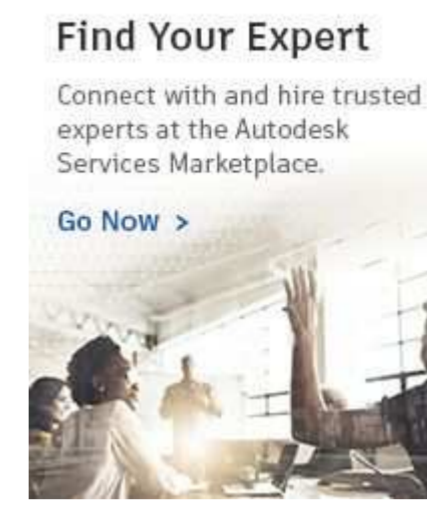 Find Your Expert
Connect with and hire trusted
experts at the Autodesk
Services Marketplace.
Go Now >